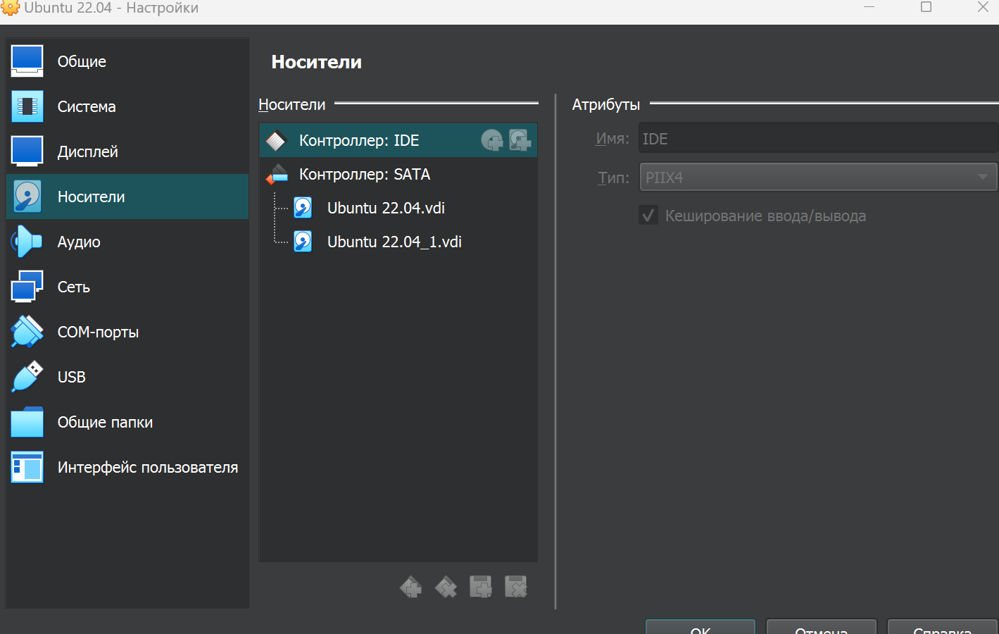 Ubuntu 22.04 - Настройки
Общие
Система
Дисплей
Носители
Аудио
Сеть
COM-порты
USB
Общие папки
Интерфейс пользователя
Носители
Носители
Контроллер: IDE
Контроллер: SATA
Ubuntu 22.04.vdi
Ubuntu 22.04_1.vdi
Атрибуты
Имя: IDE
Тип: PIIX4
Кеширование ввода/вывода
OK
Отмена
Справка